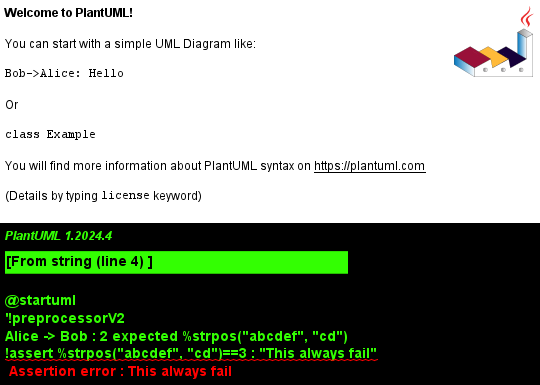 Welcome to PlantUML!
You can start with a simple UML Diagram like:
Bob->Alice: Hello
Or
class Example
You will find more information about PlantUML syntax on https://plantuml.com
(Details by typing license keyword)
PlantUML 1.2024.4
[From string (line 4) ]
@startuml
'!preprocessorV2
Alice -> Bob : 2 expected %strpos("abcdef", "cd")
!assert %strpos("abcdef", "cd")==3 : "This always fail"
Assertion error : This always fail